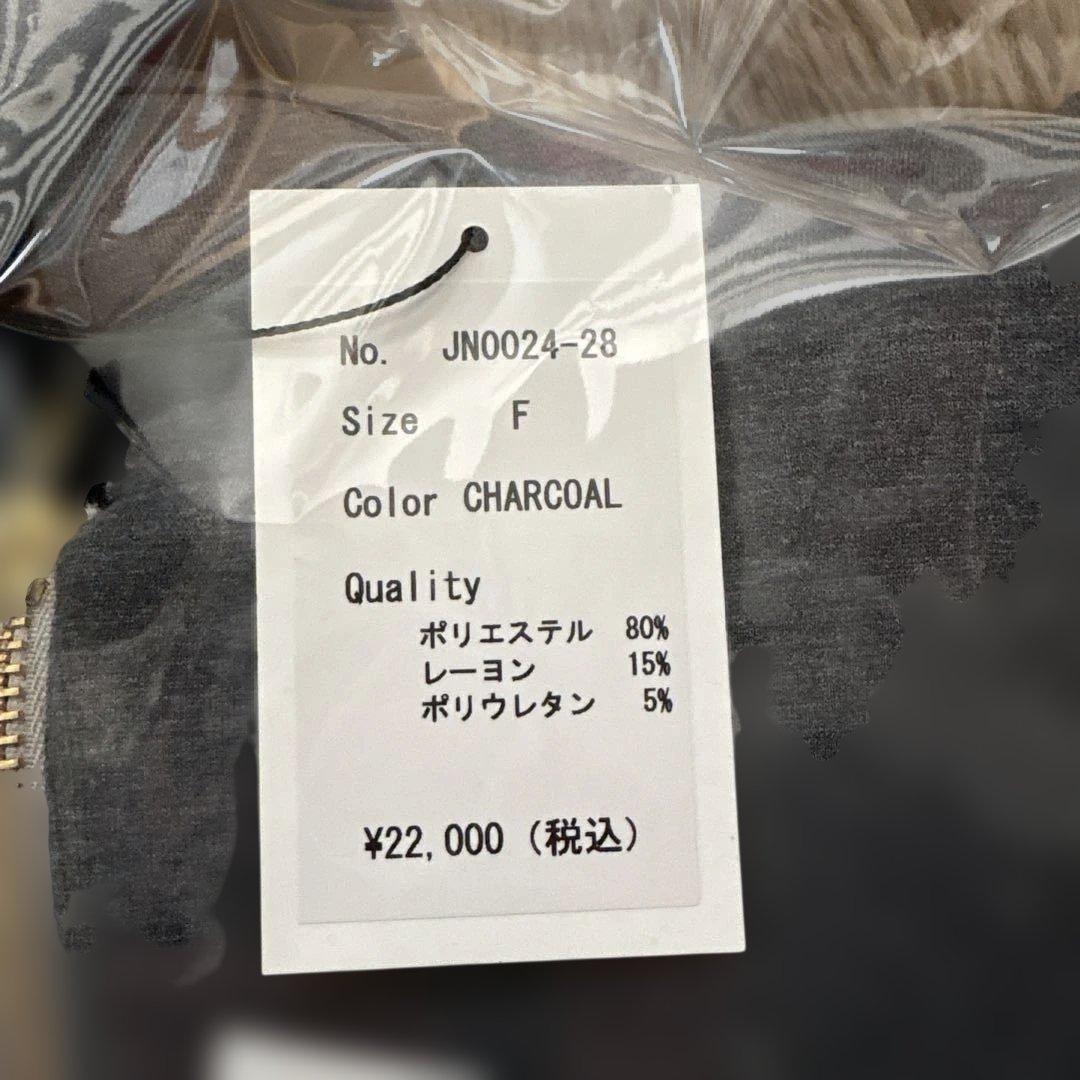 No. JN0024-28
Size F
Color CHARCOAL
Quality
ポリエステル 80%
レーヨン 15%
ポリウレタン 5%
¥22,000 (税込)